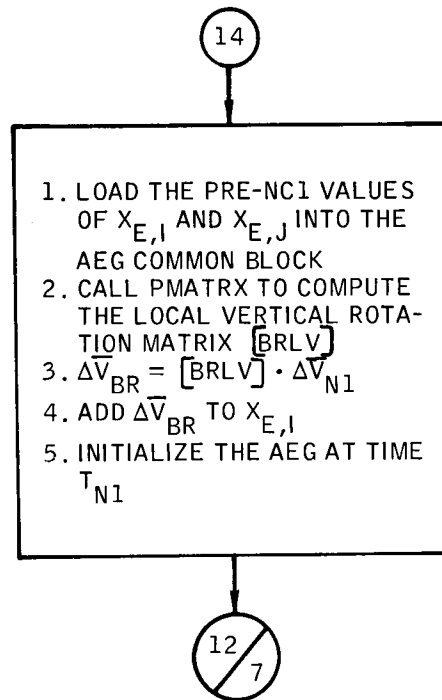 14
1. LOAD THE PRE-NC1 VALUES
OF X_E,I AND X_E,J INTO THE
AEG COMMON BLOCK
2. CALL PMATRX TO COMPUTE
THE LOCAL VERTICAL ROTA-
TION MATRIX [BRLV]
3. ΔV̅_BR = [BRLV] · ΔV̅_N1
4. ADD ΔV̅_BR TO X_E,I
5. INITIALIZE THE AEG AT TIME
T_N1
12
7